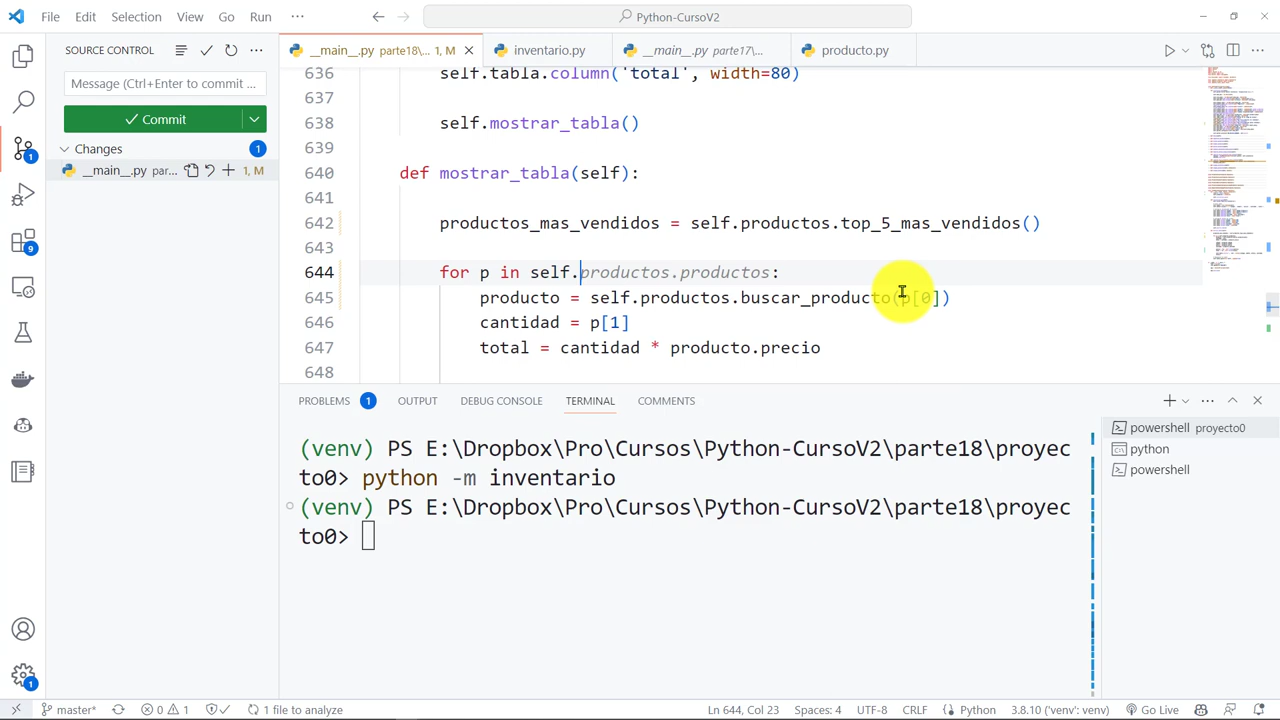 File Edit Selection View Go Run ···
Python-CursoV2
SOURCE CONTROL
__main__.py parte18\... 1, M
inventario.py
__main__.py parte17\...
producto.py
Message (Ctrl+Enter to commit ...
Commit
Changes 1
__main__.py parte... 1, M
636 self.tabla.column('total' width=80)
637
638 self.mostrar_tabla()
639
640 def mostrar_tabla(self):
641
642 productos_mas_vendidos = self.productos.top_5_mas_vendidos()
643
644 for p in self.productos.productos:
645 producto = self.productos.buscar_producto(p[0])
646 cantidad = p[1]
647 total = cantidad * producto.precio
648
PROBLEMS 1 OUTPUT DEBUG CONSOLE TERMINAL COMMENTS
(venv) PS E:\Dropbox\Pro\Cursos\Python-CursoV2\parte18\proyec
to0> python -m inventario
(venv) PS E:\Dropbox\Pro\Cursos\Python-CursoV2\parte18\proyec
to0>
powershell proyecto0
python
powershell
1
9
1
master* 0 1 1 file to analyze Ln 644, Col 23 Spaces: 4 UTF-8 CRLF Python 3.8.10 ('venv': venv) Go Live